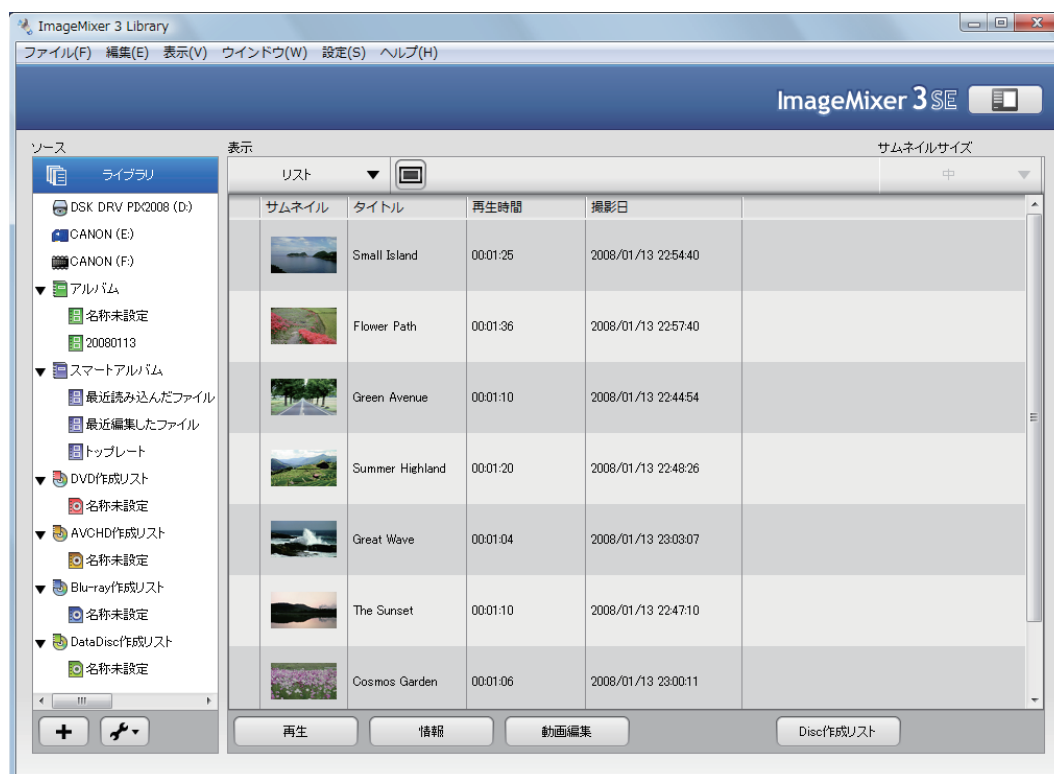 ImageMixer 3 Library
ファイル(F) 編集(E) 表示(V) ウインドウ(W) 設定(S) ヘルプ(H)
ImageMixer 3 SE
ソース
ライブラリ
DSK DRV PIX2008 (D:)
CANON (E:)
CANON (F:)
アルバム
名称未設定
20080113
スマートアルバム
最近読み込んだファイル
最近編集したファイル
トップレート
DVD作成リスト
名称未設定
AVCHD作成リスト
名称未設定
Blu-ray作成リスト
名称未設定
DataDisc作成リスト
名称未設定
表示 サムネイルサイズ
リスト 中
サムネイル タイトル 再生時間 撮影日
Small Island 00:01:25 2008/01/13 22:54:40
Flower Path 00:01:36 2008/01/13 22:57:40
Green Avenue 00:01:10 2008/01/13 22:44:54
Summer Highland 00:01:20 2008/01/13 22:48:26
Great Wave 00:01:04 2008/01/13 23:03:07
The Sunset 00:01:10 2008/01/13 22:47:10
Cosmos Garden 00:01:06 2008/01/13 23:00:11
再生 情報 動画編集 Disc作成リスト